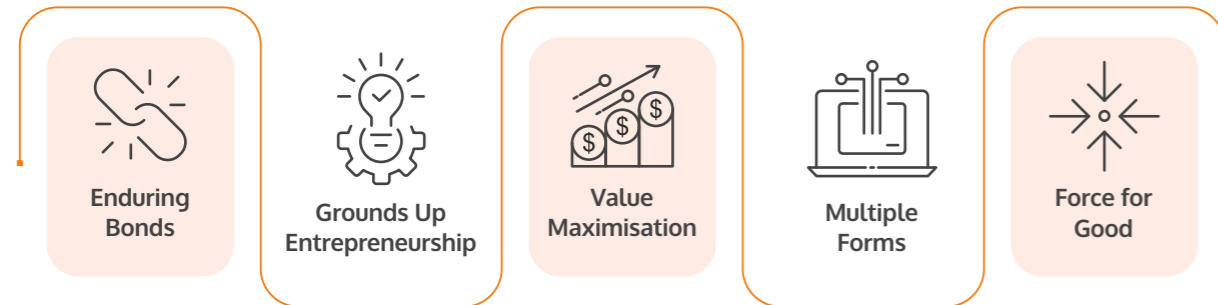 Enduring
Bonds
Grounds Up
Entrepreneurship
$
$
$
Value
Maximisation
Multiple
Forms
Force for
Good